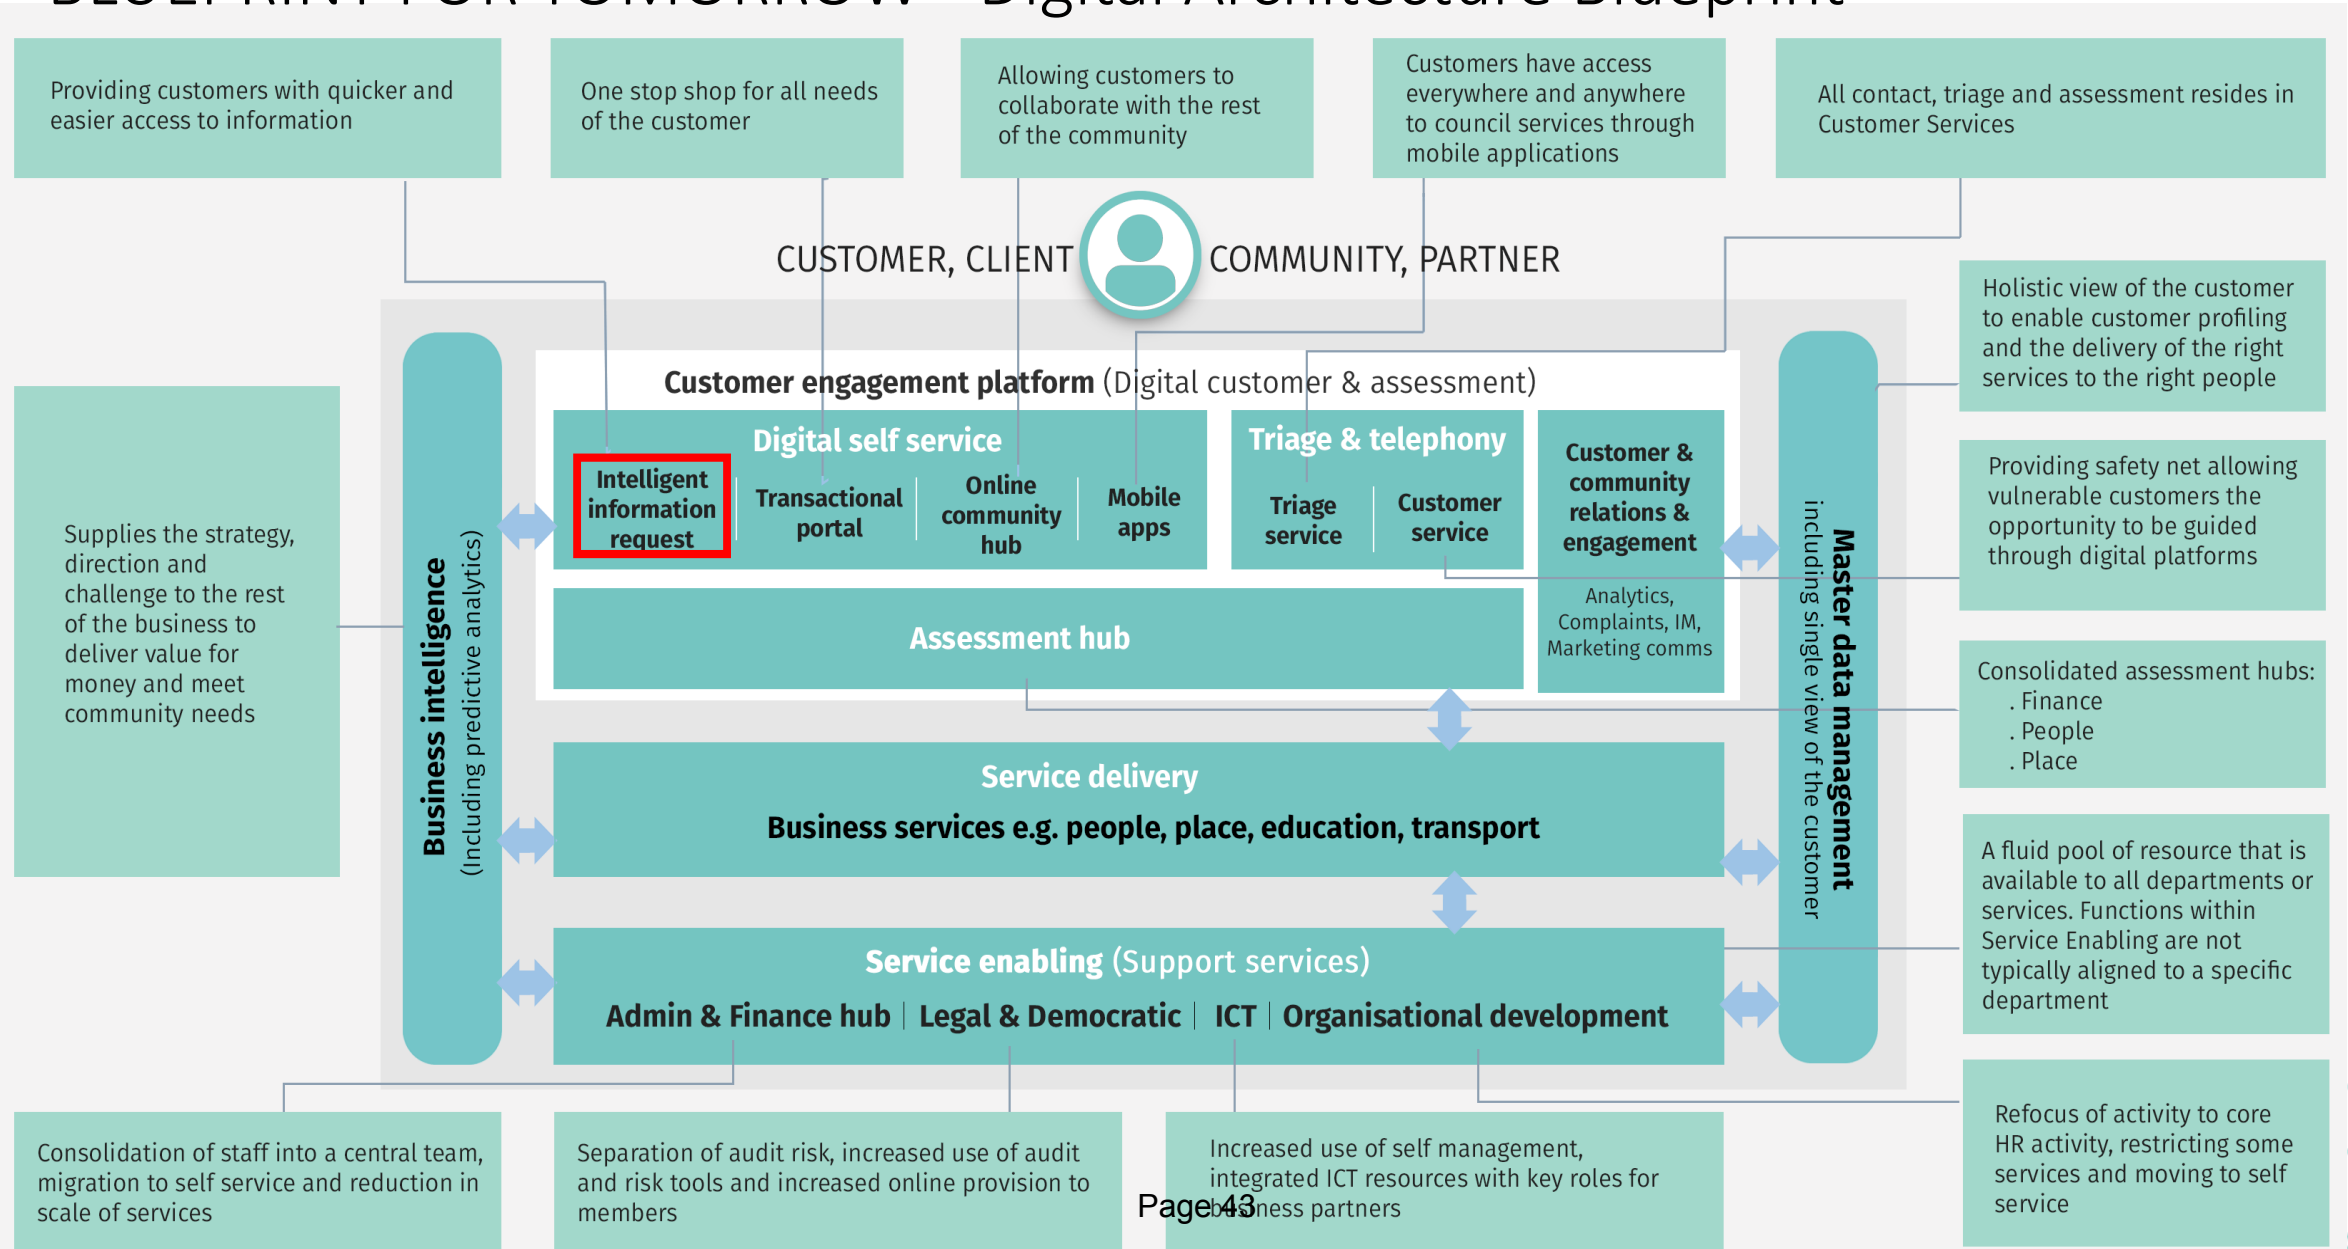 BLUEPRINT FOR TOMORROW - Digital Architecture Blueprint
Providing customers with quicker and
easier access to information
One stop shop for all needs
of the customer
Allowing customers to
collaborate with the rest
of the community
Customers have access
everywhere and anywhere
to council services through
mobile applications
All contact, triage and assessment resides in
Customer Services
CUSTOMER, CLIENT
COMMUNITY, PARTNER
Holistic view of the customer
to enable customer profiling
and the delivery of the right
services to the right people
Customer engagement platform (Digital customer & assessment)
Digital self service
Intelligent
information
request
Transactional
portal
Online
community
hub
Mobile
apps
Triage & telephony
Triage
service
Customer
service
Customer &
community
relations &
engagement
Analytics,
Complaints, IM,
Marketing comms
Providing safety net allowing
vulnerable customers the
opportunity to be guided
through digital platforms
Supplies the strategy,
direction and
challenge to the rest
of the business to
deliver value for
money and meet
community needs
Business intelligence
(Including predictive analytics)
Master data management
including single view of the customer
Assessment hub
Consolidated assessment hubs:
. Finance
. People
. Place
Service delivery
Business services e.g. people, place, education, transport
A fluid pool of resource that is
available to all departments or
services. Functions within
Service Enabling are not
typically aligned to a specific
department
Service enabling (Support services)
Admin & Finance hub
Legal & Democratic
ICT
Organisational development
Consolidation of staff into a central team,
migration to self service and reduction in
scale of services
Separation of audit risk, increased use of audit
and risk tools and increased online provision to
members
Increased use of self management,
integrated ICT resources with key roles for
business partners
Refocus of activity to core
HR activity, restricting some
services and moving to self
service
Page 43